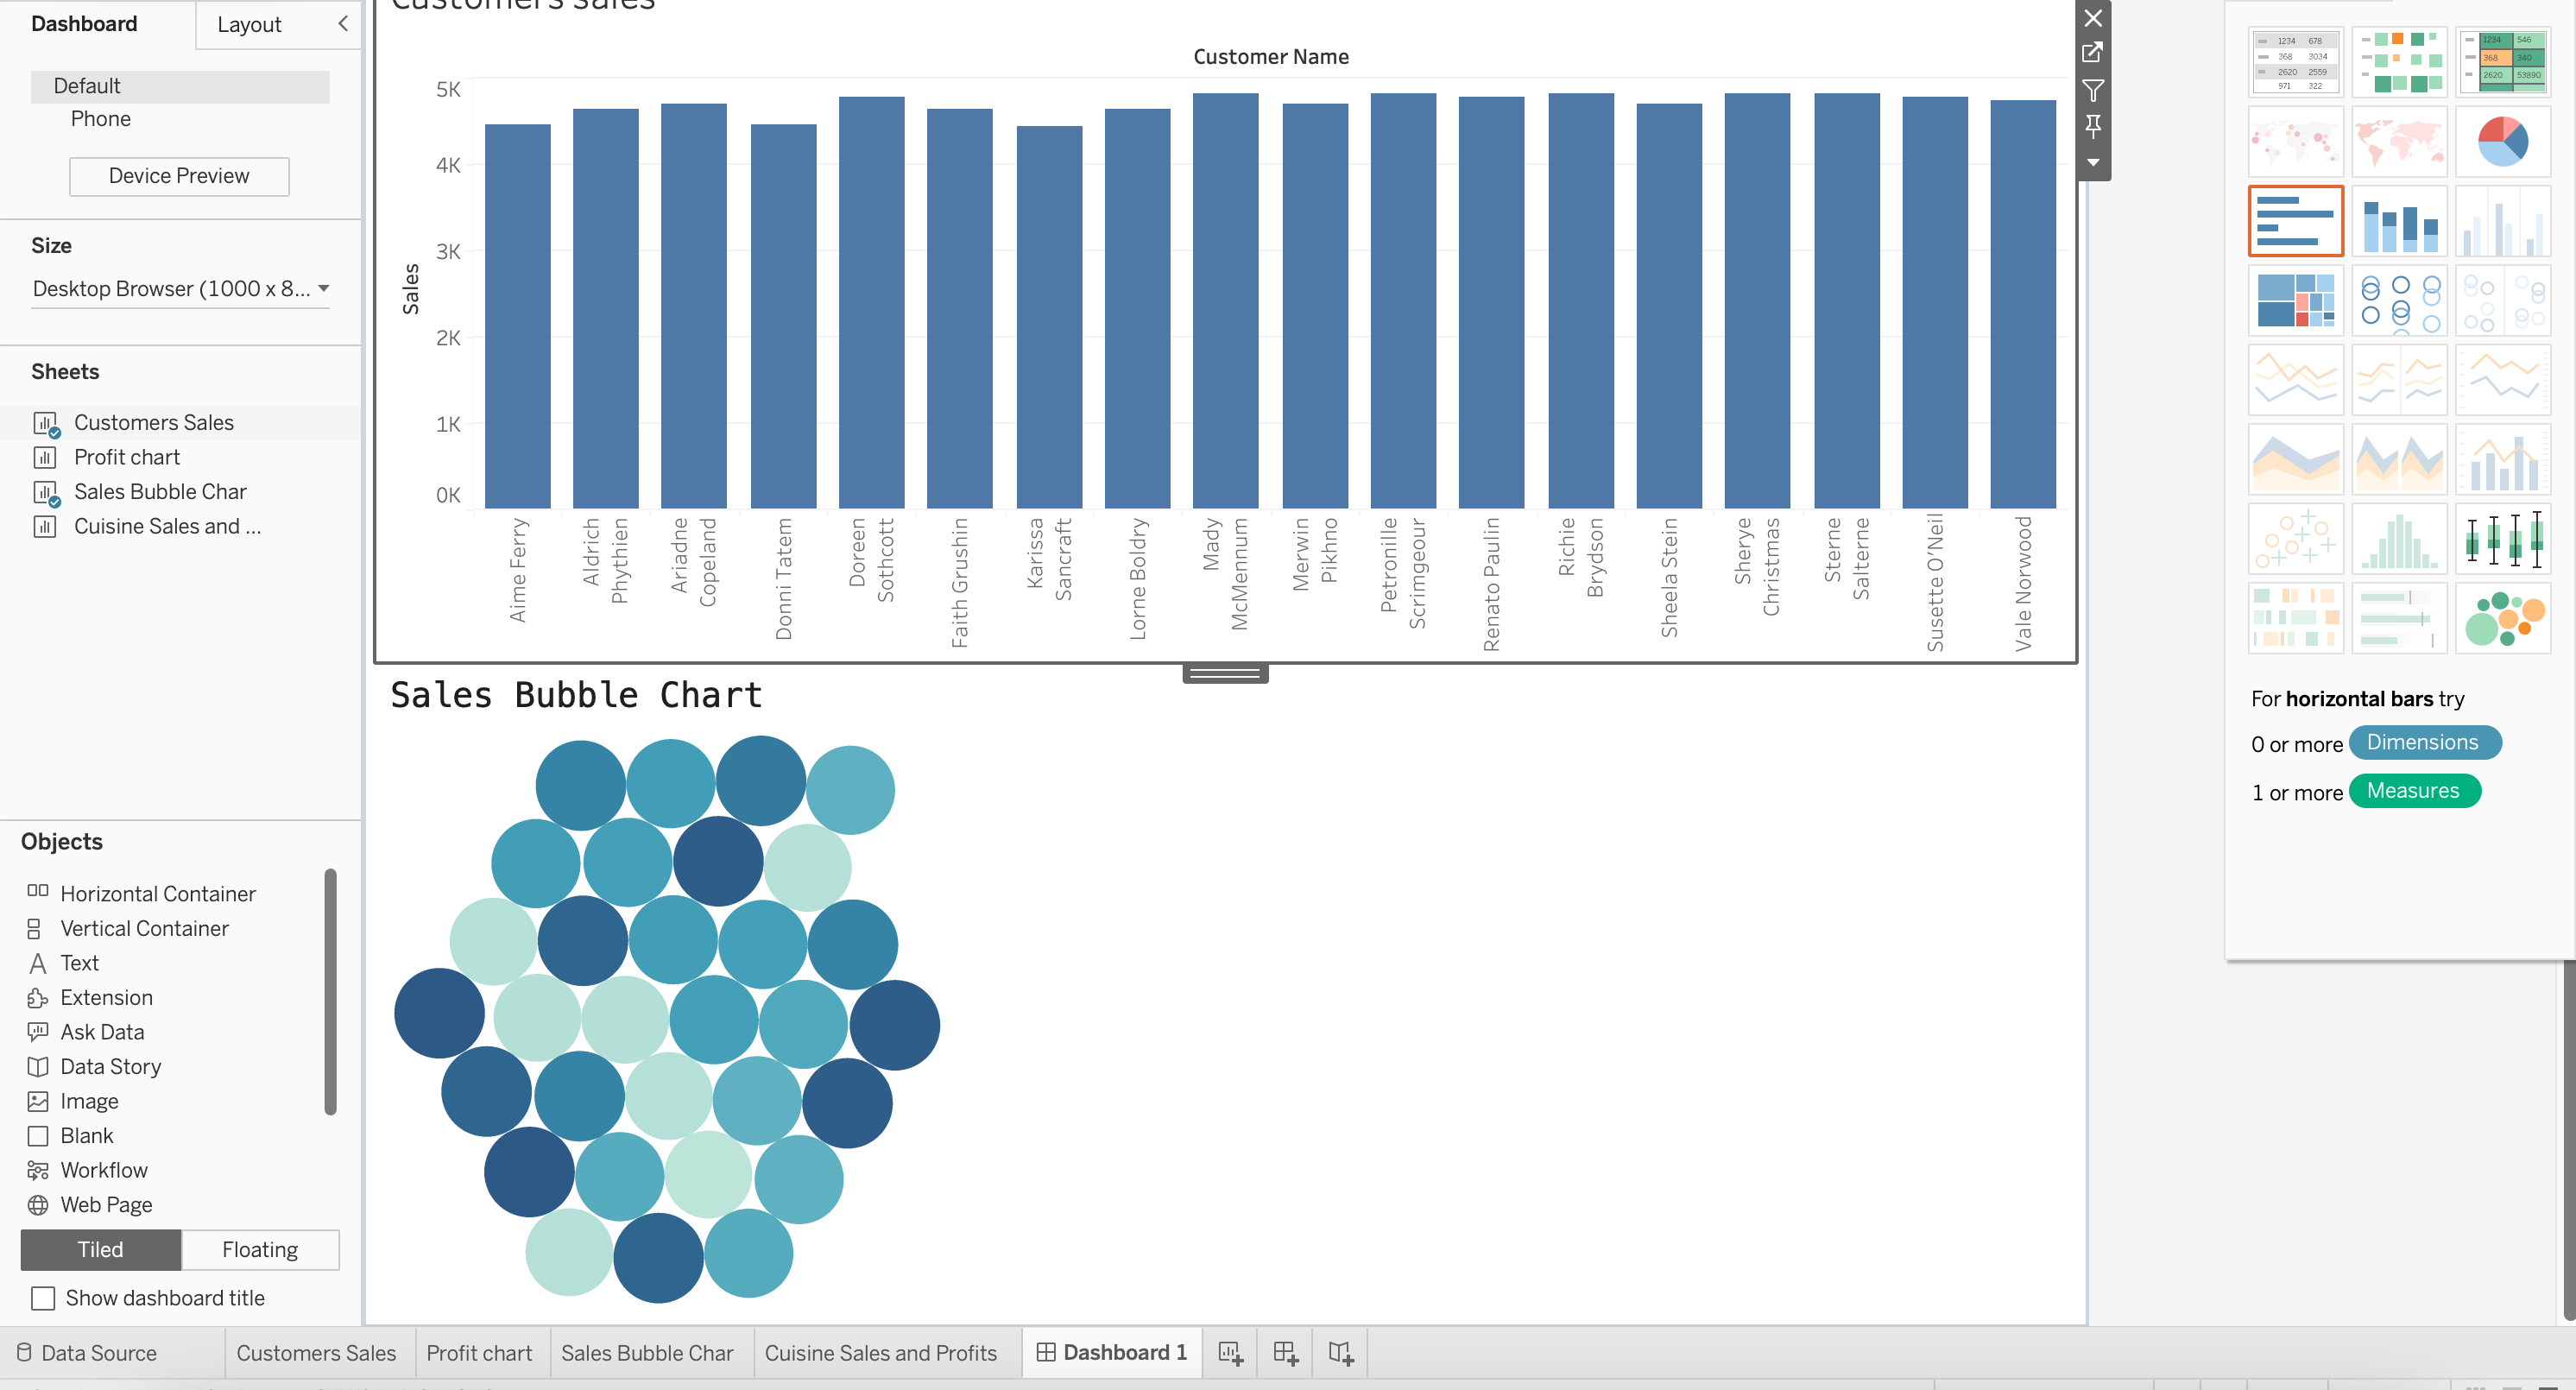 Dashboard
Layout
Default
Phone
Device Preview
Size
Desktop Browser (1000 x 8...
Sheets
Customers Sales
Profit chart
Sales Bubble Char
Cuisine Sales and ...
Objects
Horizontal Container
Vertical Container
Text
Extension
Ask Data
Data Story
Image
Blank
Workflow
Web Page
Tiled
Floating
Show dashboard title
Customers sales
Customer Name
Sales
5K
4K
3K
2K
1K
0K
Aime Ferry
Aldrich
Phythien
Ariadne
Copeland
Donni Tatem
Doreen
Sothcott
Faith Grushin
Karissa
Sancraft
Lorne Boldry
Mady
McMennum
Merwin
Pikhno
Petronille
Scrimgeour
Renato Paulin
Richie
Brydson
Sheela Stein
Sherye
Christmas
Sterne
Salterne
Susette O'Neil
Vale Norwood
Sales Bubble Chart
1234 678
368 3034
2620 2559
971 322
1234 546
368 340
2620 53890
For horizontal bars try
0 or more Dimensions
1 or more Measures
Data Source
Customers Sales
Profit chart
Sales Bubble Char
Cuisine Sales and Profits
Dashboard 1